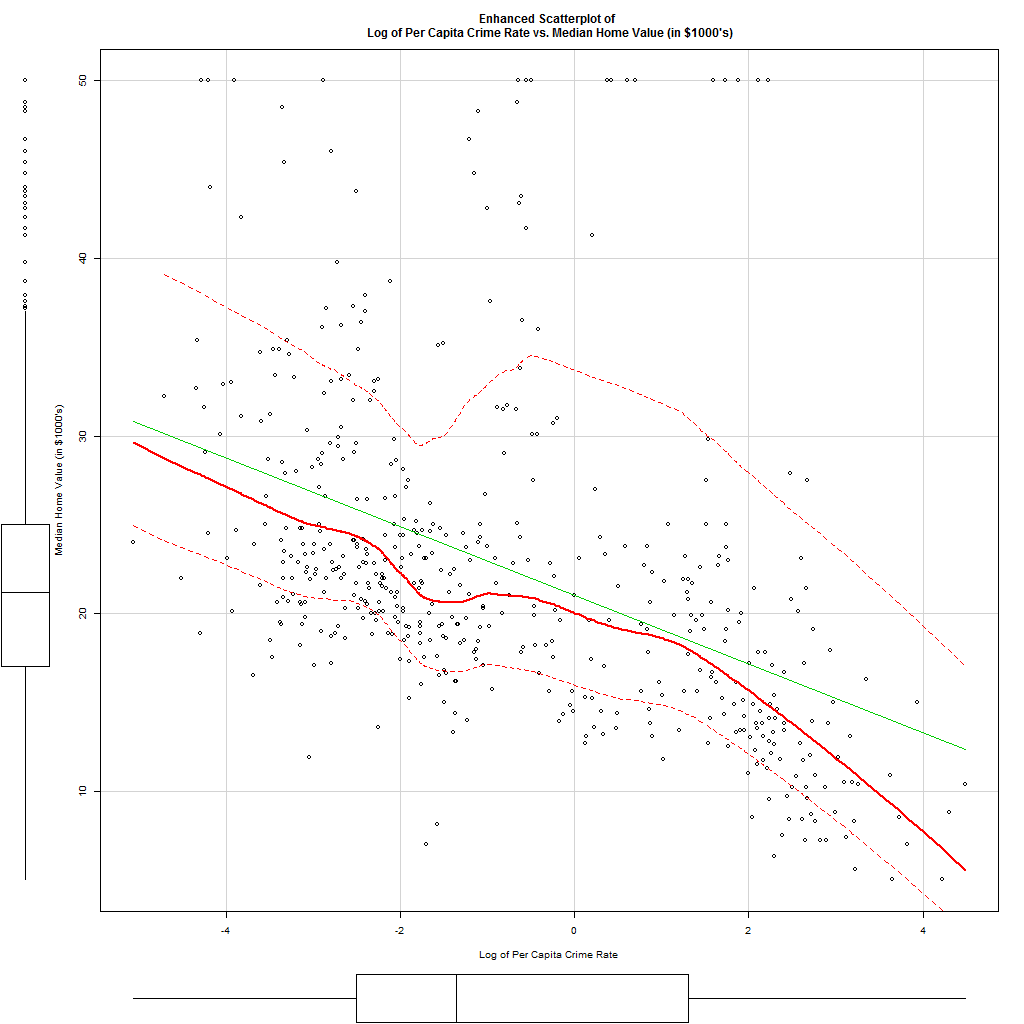 Enhanced Scatterplot of
Log of Per Capita Crime Rate vs. Median Home Value (in $1000's)
50
40
30
20
10
Median Home Value (in $1000's)
-4 -2 0 2 4
Log of Per Capita Crime Rate